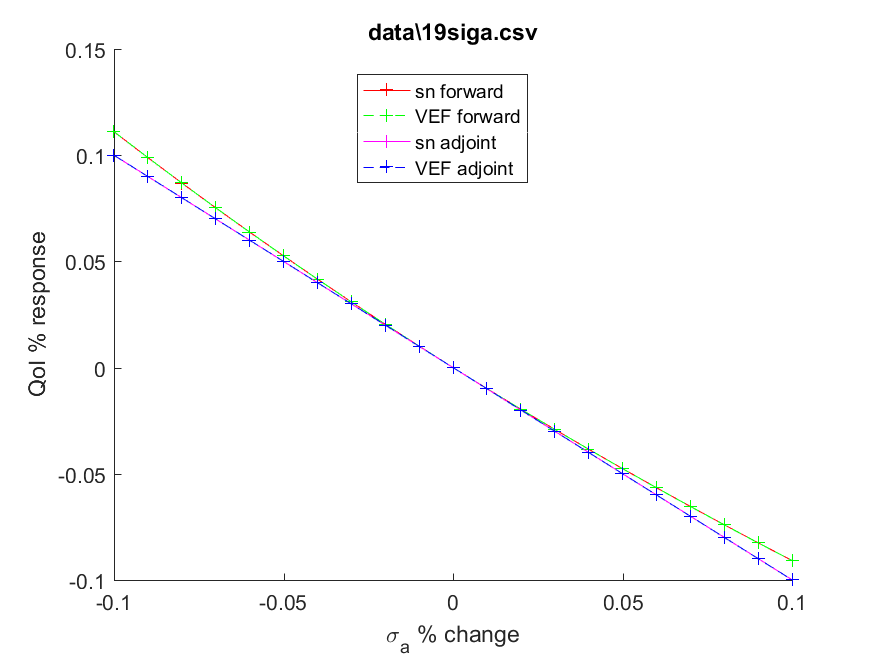 data\19siga.csv
0.15
0.1
0.05
0
-0.05
-0.1
QoI % response
sn forward
VEF forward
sn adjoint
VEF adjoint
-0.1
-0.05
0
0.05
0.1
σa % change